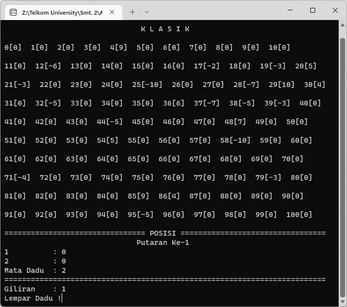 Z:\Telkom University\Smt. 2\A
K L A S I K
0[0] 1[0] 2[0] 3[0] 4[9] 5[0] 6[0] 7[0] 8[0] 9[0] 10[0]
11[0] 12[-6] 13[0] 14[0] 15[0] 16[0] 17[-2] 18[0] 19[-3] 20[5]
21[-3] 22[0] 23[0] 24[0] 25[-10] 26[0] 27[0] 28[-7] 29[10] 30[4]
31[0] 32[-5] 33[0] 34[0] 35[0] 36[6] 37[-7] 38[-5] 39[-3] 40[0]
41[0] 42[0] 43[0] 44[-5] 45[0] 46[0] 47[0] 48[7] 49[0] 50[0]
51[0] 52[0] 53[0] 54[5] 55[0] 56[0] 57[0] 58[-10] 59[0] 60[0]
61[0] 62[0] 63[0] 64[0] 65[0] 66[0] 67[0] 68[0] 69[0] 70[0]
71[-4] 72[0] 73[0] 74[0] 75[0] 76[0] 77[0] 78[0] 79[-3] 80[0]
81[0] 82[0] 83[0] 84[0] 85[9] 86[4] 87[0] 88[0] 89[0] 90[0]
91[0] 92[0] 93[0] 94[0] 95[-5] 96[0] 97[0] 98[0] 99[0] 100[0]
============================== POSISI ===============================
Putaran Ke-1
1 : 0
2 : 0
Mata Dadu : 2
=====================================================================
Giliran : 1
Lempar Dadu !